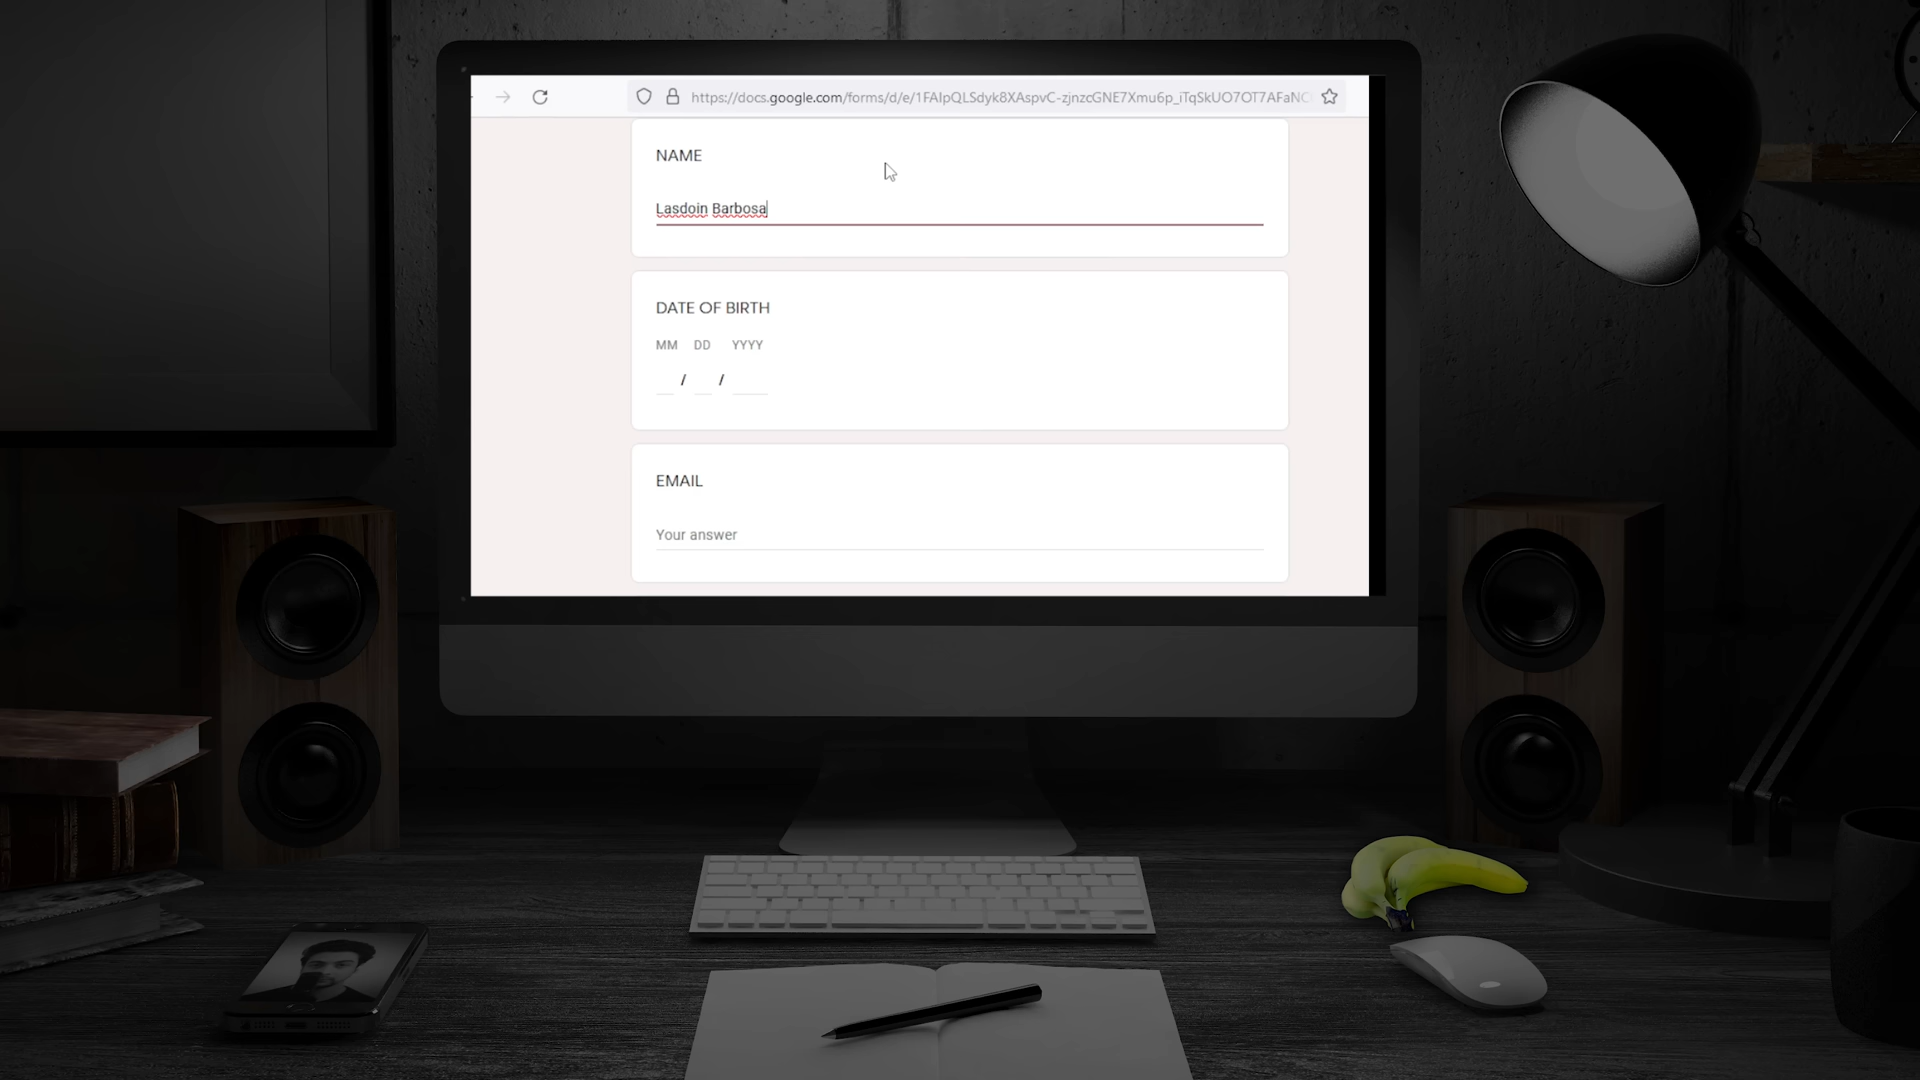 https://docs.google.com/forms/d/e/1FAIpQLSdyk8XAspvC-zjnzcGNE7Xmu6p_iTqSkUO7OT7AFaNC
NAME
Lasdoin Barbosa
DATE OF BIRTH
MM DD YYYY
/ /
EMAIL
Your answer